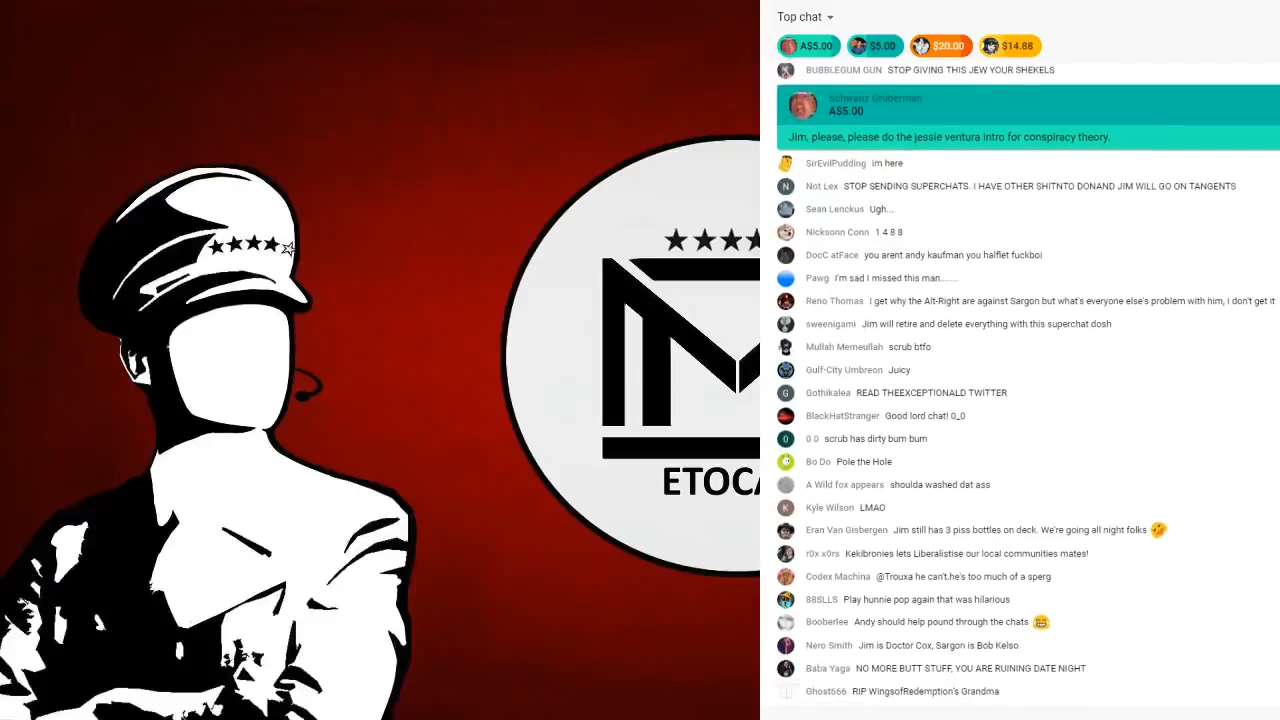 Top chat
A$5.00 $5.00 $20.00 $14.88
BUBBLEGUM GUN STOP GIVING THIS JEW YOUR SHEKELS
Schwanz Gruberman
A$5.00
Jim, please, please do the jessie ventura intro for conspiracy theory.
SirEvilPudding im here
N Not Lex STOP SENDING SUPERCHATS. I HAVE OTHER SHITNTO DONAND JIM WILL GO ON TANGENTS
Sean Lenckus Ugh...
Nicksonn Conn 1 4 8 8
DocC atFace you arent andy kaufman you halflet fuckboi
Pawg I'm sad I missed this man.......
Reno Thomas I get why the Alt-Right are against Sargon but what's everyone else's problem with him, I don't get it
sweenigami Jim will retire and delete everything with this superchat dosh
Mullah Memeullah scrub btfo
Gulf-City Umbreon Juicy
G Gothikalea READ THEEXCEPTIONALD TWITTER
BlackHatStranger Good lord chat! 0_0
0 0 0 scrub has dirty bum bum
Bo Do Pole the Hole
A Wild fox appears shoulda washed dat ass
K Kyle Wilson LMAO
Eran Van Gisbergen Jim still has 3 piss bottles on deck. We're going all night folks
r0x x0rs Kekibronies lets Liberalistise our local communities mates!
Codex Machina @Trouxa he can't.he's too much of a sperg
88SLLS Play hunnie pop again that was hilarious
Booberlee Andy should help pound through the chats
Nero Smith Jim is Doctor Cox, Sargon is Bob Kelso
Baba Yaga NO MORE BUTT STUFF, YOU ARE RUINING DATE NIGHT
Ghost666 RIP WingsofRedemption's Grandma
M
ETOCA